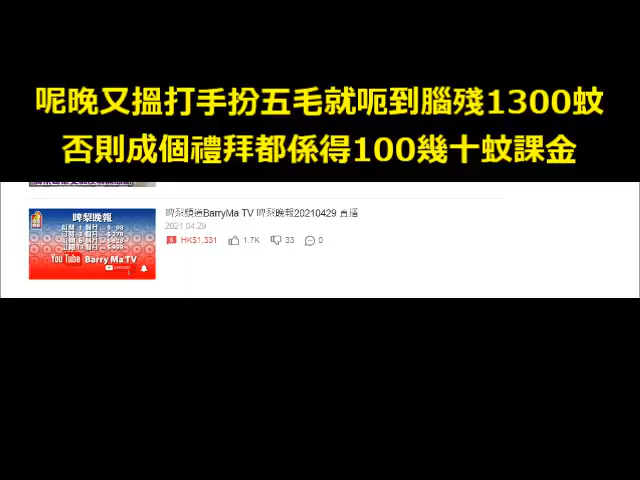 呢晚又搵打手扮五毛就呃到腦殘1300蚊
否則成個禮拜都係得100幾十蚊課金
啤梨頻道BarryMa TV 啤梨晚報20210429 直播
2021.04.29
HK$1,331 1.7K 33 0
啤梨晚報
You Tube Barry Ma TV